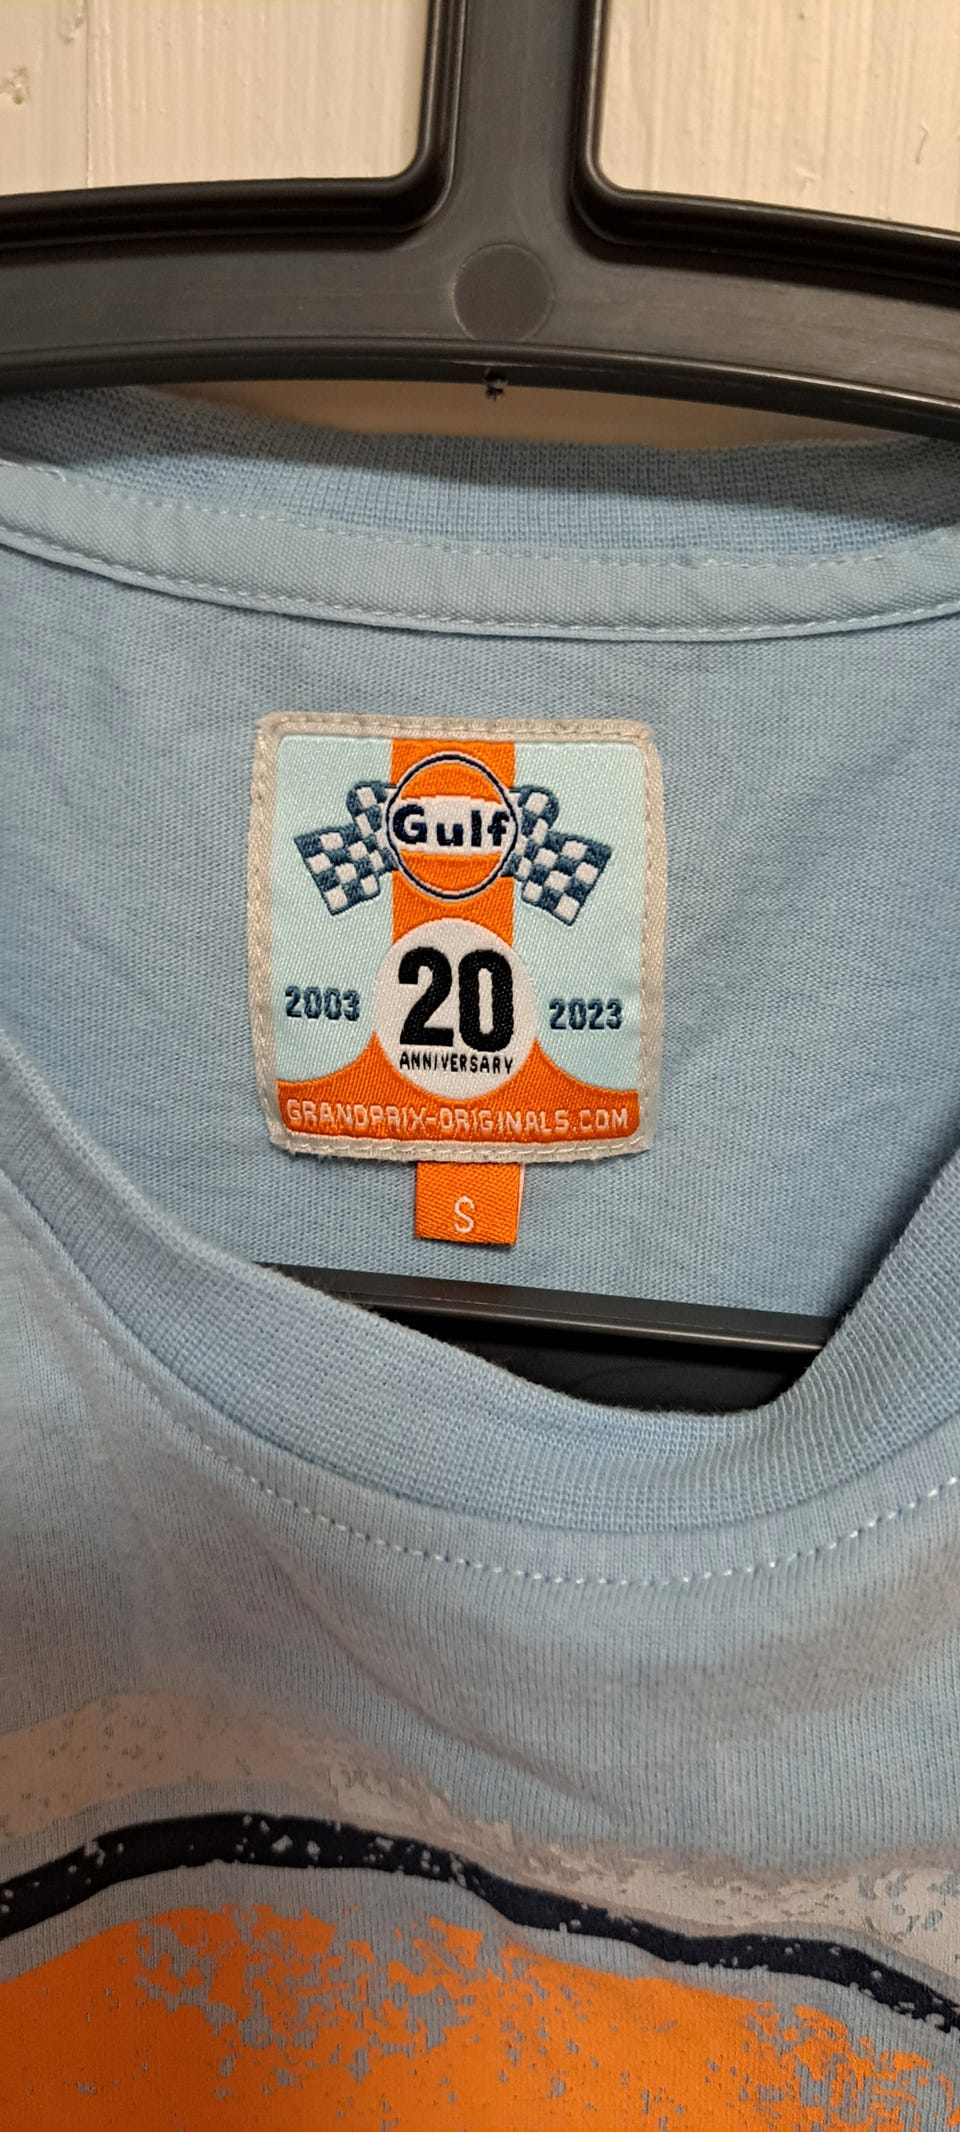 Gulf
20
2003 2023
ANNIVERSARY
GRANDPRIX-ORIGINALS.COM
S